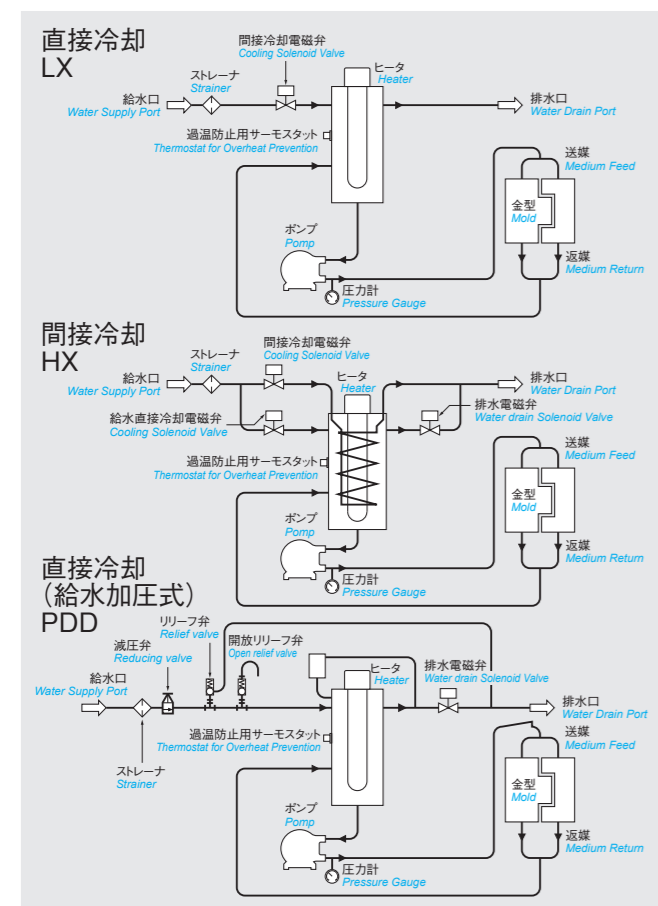 直接冷却
LX
間接冷却電磁弁
Cooling Solenoid Valve
ストレーナ
Strainer
ヒータ
Heater
給水口
Water Supply Port
排水口
Water Drain Port
過温防止用サーモスタット
Thermostat for Overheat Prevention
送媒
Medium Feed
金型
Mold
ポンプ
Pomp
返媒
Medium Return
圧力計
Pressure Gauge
間接冷却
HX
間接冷却電磁弁
Cooling Solenoid Valve
ストレーナ
Strainer
ヒータ
Heater
給水口
Water Supply Port
排水口
Water Drain Port
給水直接冷却電磁弁
Cooling Solenoid Valve
排水電磁弁
Water drain Solenoid Valve
過温防止用サーモスタット
Thermostat for Overheat Prevention
送媒
Medium Feed
金型
Mold
ポンプ
Pomp
返媒
Medium Return
圧力計
Pressure Gauge
直接冷却
（給水加圧式）
PDD
リリーフ弁
Relief valve
開放リリーフ弁
Open relief valve
減圧弁
Reducing valve
ヒータ
Heater
排水電磁弁
Water drain Solenoid Valve
給水口
Water Supply Port
排水口
Water Drain Port
過温防止用サーモスタット
Thermostat for Overheat Prevention
送媒
Medium Feed
ストレーナ
Strainer
金型
Mold
ポンプ
Pomp
返媒
Medium Return
圧力計
Pressure Gauge